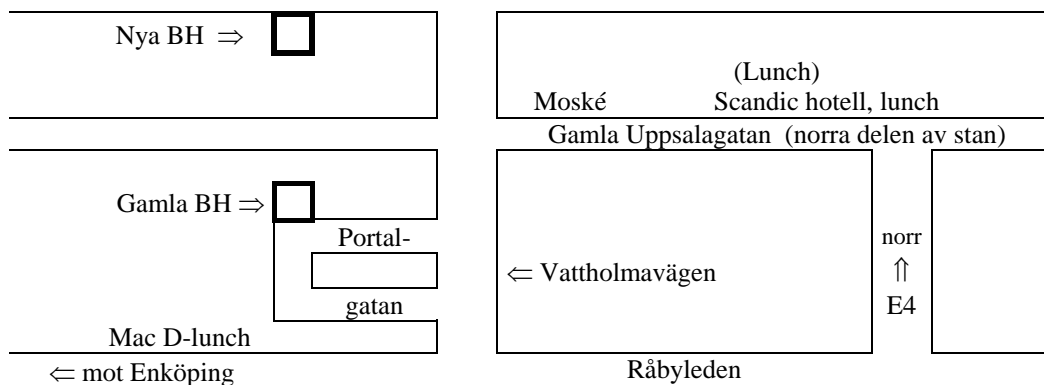 Nya BH ⇒
(Lunch)
Moské Scandic hotell, lunch
Gamla Uppsalagatan (norra delen av stan)
Gamla BH ⇒
Portal-
norr
⇐ Vattholmavägen ⇑
gatan E4
Mac D-lunch
⇐ mot Enköping Råbyleden